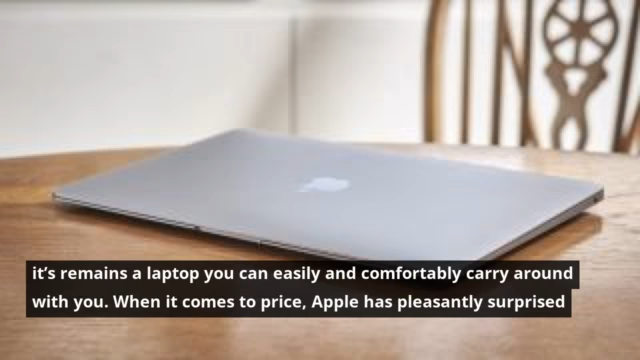 it’s remains a laptop you can easily and comfortably carry around
with you. When it comes to price, Apple has pleasantly surprised